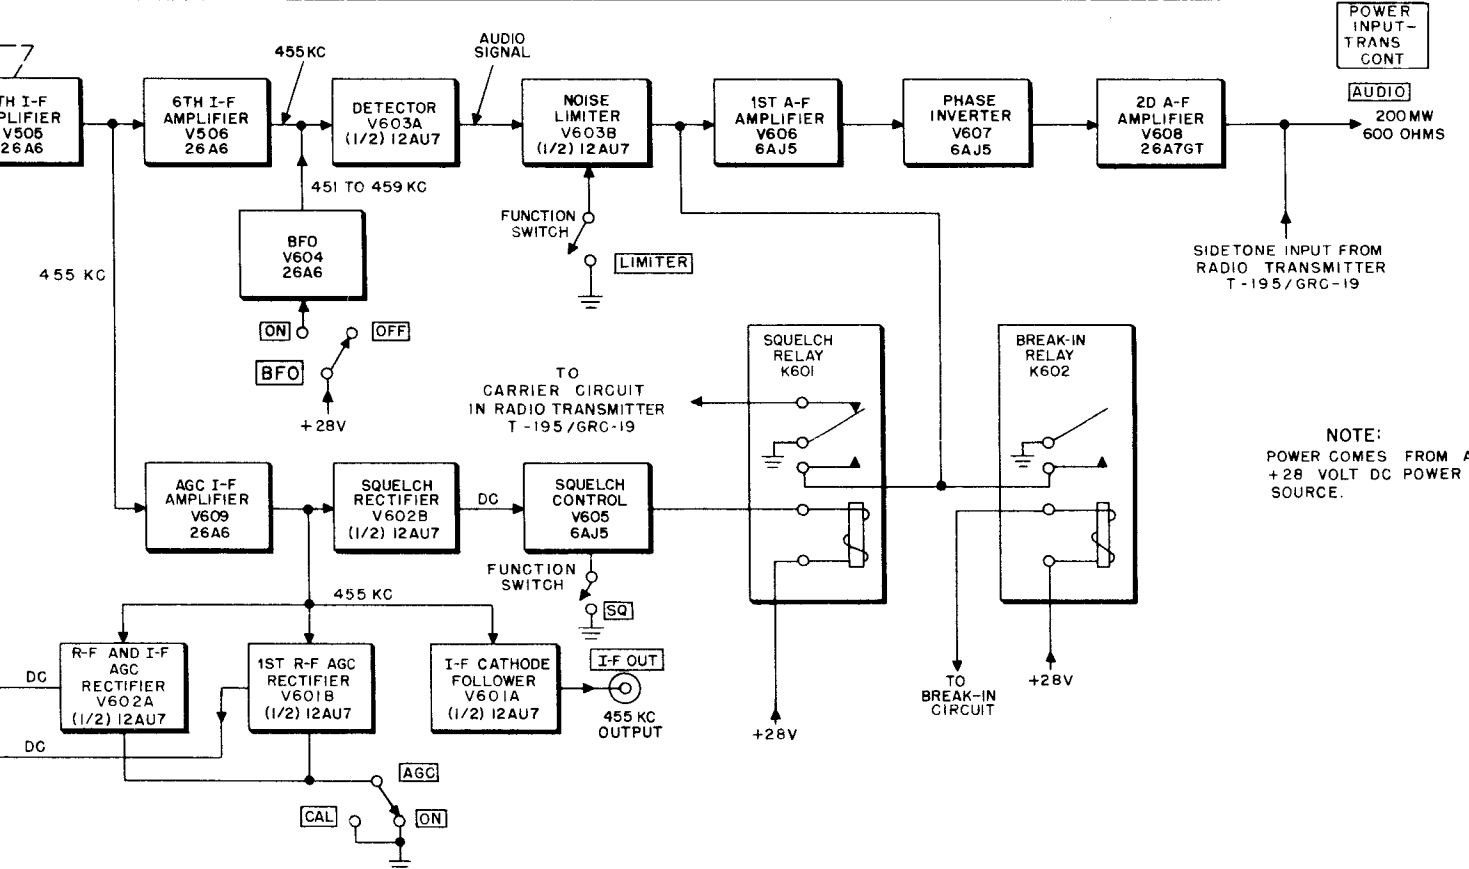 POWER
INPUT-
TRANS
CONT
AUDIO
200 MW
600 OHMS
455 KC
AUDIO
SIGNAL
TH I-F
PLIFIER
V505
26A6
6TH I-F
AMPLIFIER
V506
26A6
DETECTOR
V603A
(1/2) 12AU7
NOISE
LIMITER
V603B
(1/2) 12AU7
1ST A-F
AMPLIFIER
V606
6AJ5
PHASE
INVERTER
V607
6AJ5
2D A-F
AMPLIFIER
V608
26A7GT
451 TO 459 KC
BFO
V604
26A6
455 KC
FUNCTION
SWITCH
LIMITER
SIDETONE INPUT FROM
RADIO TRANSMITTER
T-195/GRC-19
ON
OFF
BFO
+28V
TO
CARRIER CIRCUIT
IN RADIO TRANSMITTER
T-195/GRC-19
SQUELCH
RELAY
K601
BREAK-IN
RELAY
K602
NOTE:
POWER COMES FROM A
+28 VOLT DC POWER
SOURCE.
AGC I-F
AMPLIFIER
V609
26A6
SQUELCH
RECTIFIER
V602B
(1/2) 12AU7
DC
SQUELCH
CONTROL
V605
6AJ5
FUNCTION
SWITCH
SQ
455 KC
R-F AND I-F
AGC
RECTIFIER
V602A
(1/2) 12AU7
1ST R-F AGC
RECTIFIER
V601B
(1/2) 12AU7
I-F CATHODE
FOLLOWER
V601A
(1/2) 12AU7
I-F OUT
455 KC
OUTPUT
DC
DC
+28V
TO
BREAK-IN
CIRCUIT
+28V
AGC
CAL
ON